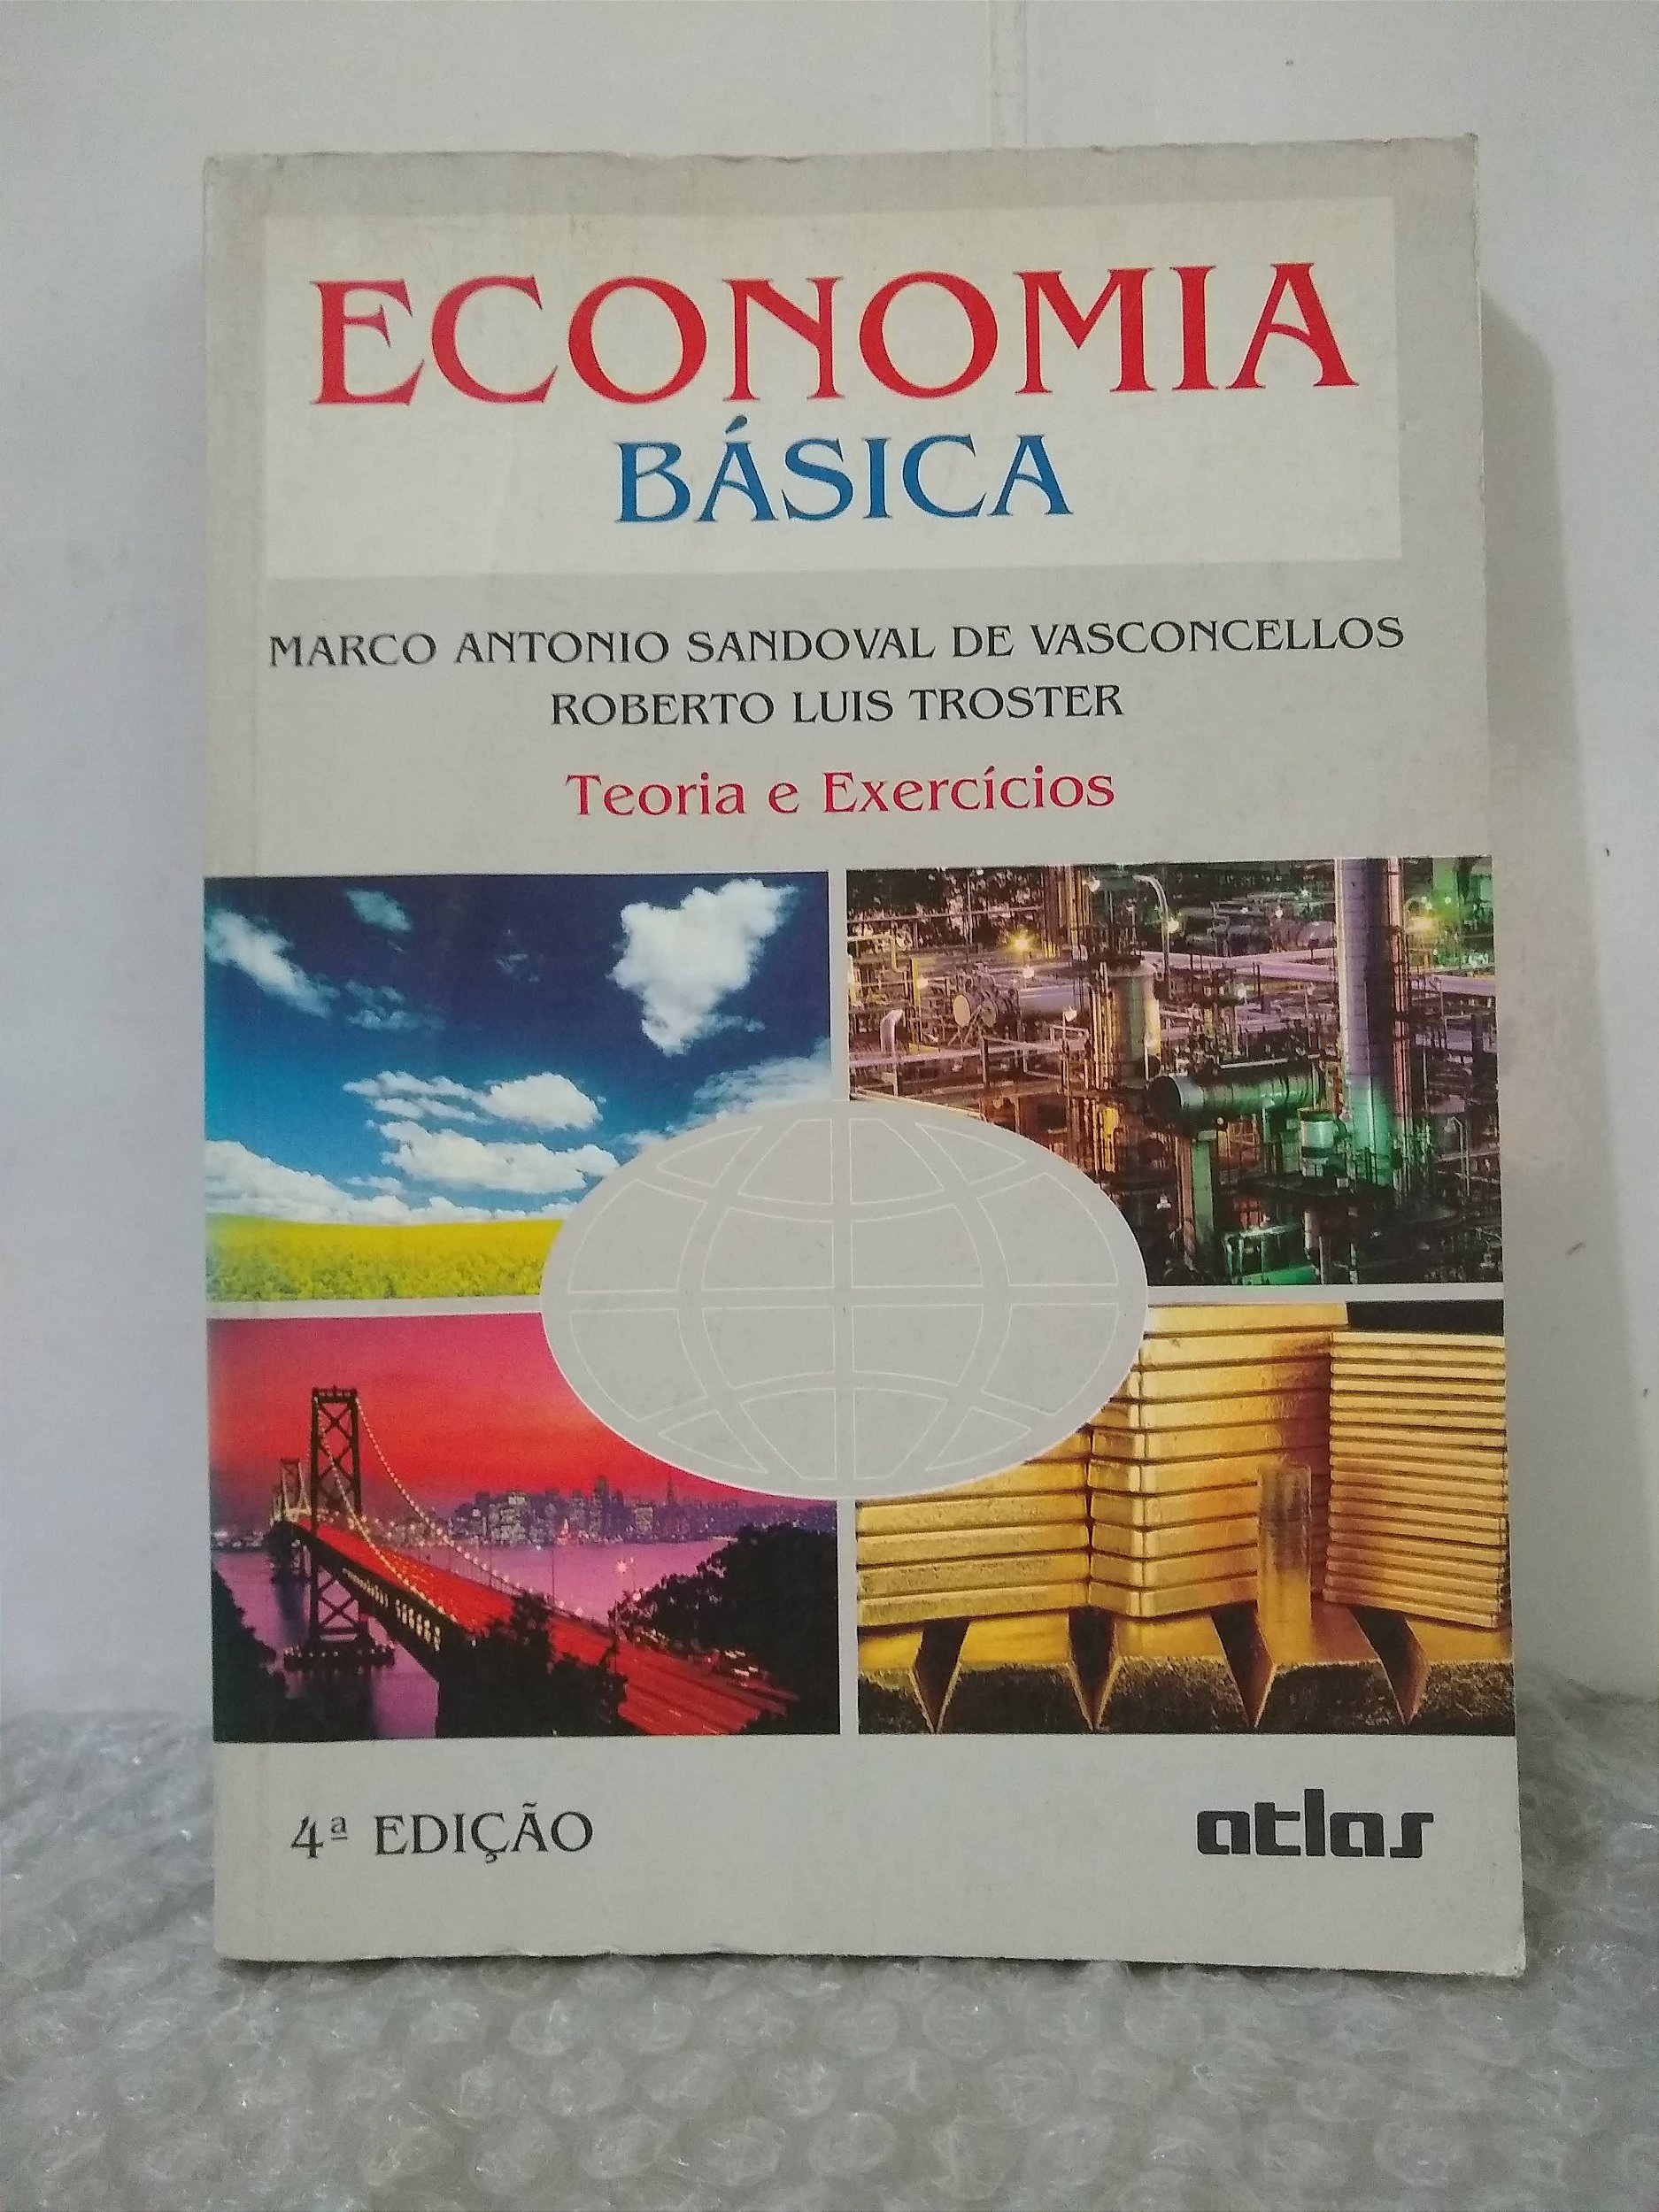 ECONOMIA
BÁSICA
MARCO ANTONIO SANDOVAL DE VASCONCELLOS
ROBERTO LUIS TROSTER
Teoria e Exercícios
4ª EDIÇÃO
atlas